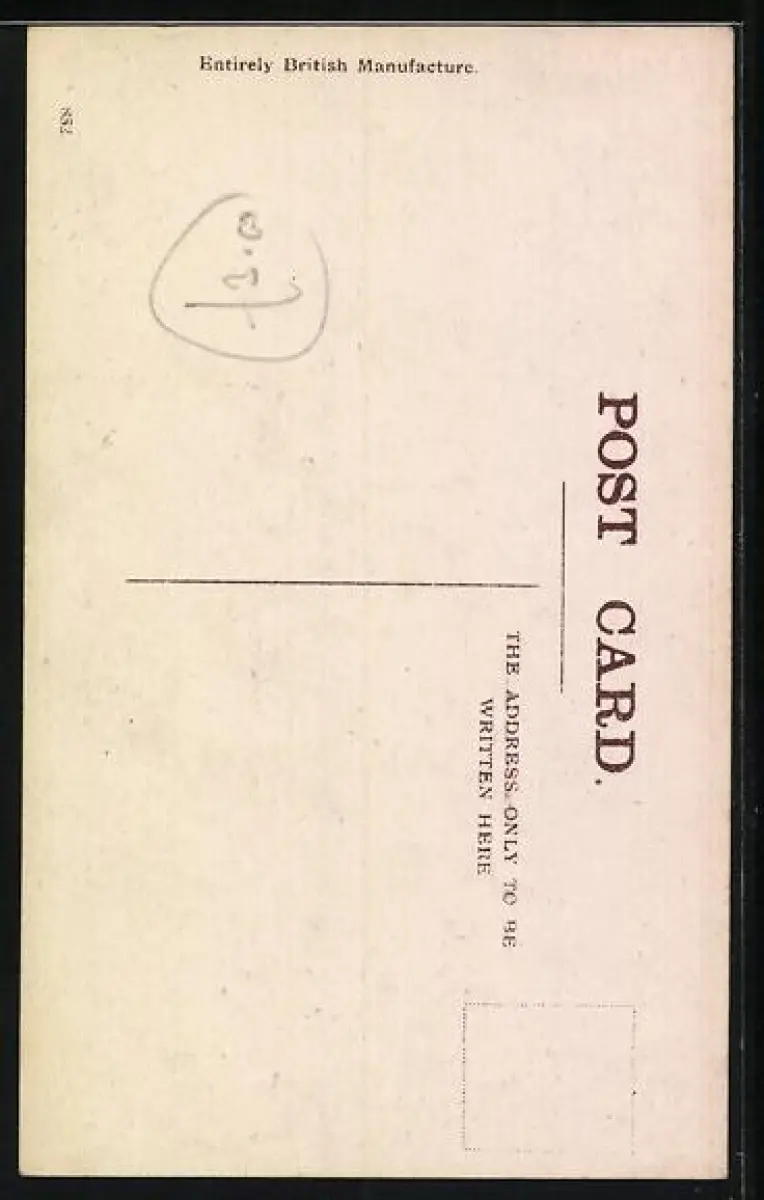 Entirely British Manufacture.
POST CARD.
THE ADDRESS ONLY TO BE
WRITTEN HERE